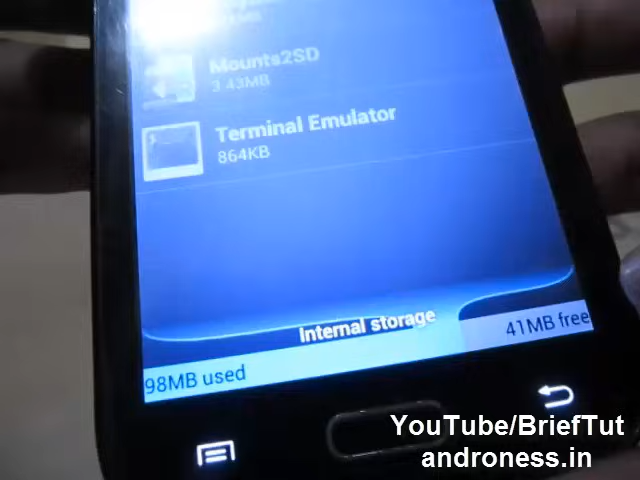 Mounts2SD
3.43MB
Terminal Emulator
864KB
Internal storage
98MB used
41MB free
YouTube/BriefTut
androness.in